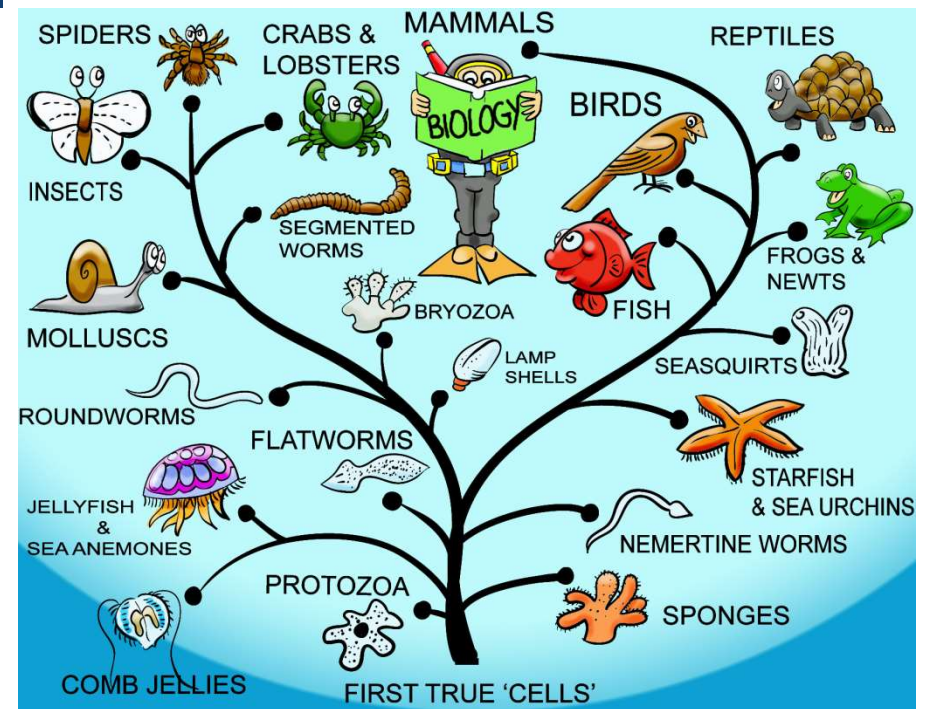 SPIDERS
CRABS &
LOBSTERS
MAMMALS
REPTILES
BIOLOGY
BIRDS
INSECTS
SEGMENTED
WORMS
FROGS &
NEWTS
MOLLUSCS
BRYOZOA
FISH
LAMP
SHELLS
SEASQUIRTS
ROUNDWORMS
FLATWORMS
STARFISH
& SEA URCHINS
JELLYFISH
&
SEA ANEMONES
NEMERTINE WORMS
PROTOZOA
SPONGES
COMB JELLIES
FIRST TRUE 'CELLS'